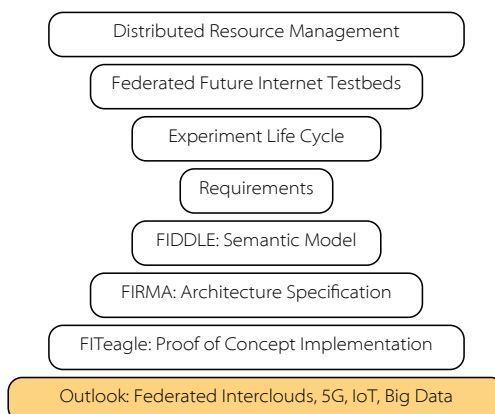 Distributed Resource Management
Federated Future Internet Testbeds
Experiment Life Cycle
Requirements
FIDDLE: Semantic Model
FIRMA: Architecture Specification
FITeagle: Proof of Concept Implementation
Outlook: Federated Interclouds, 5G, IoT, Big Data